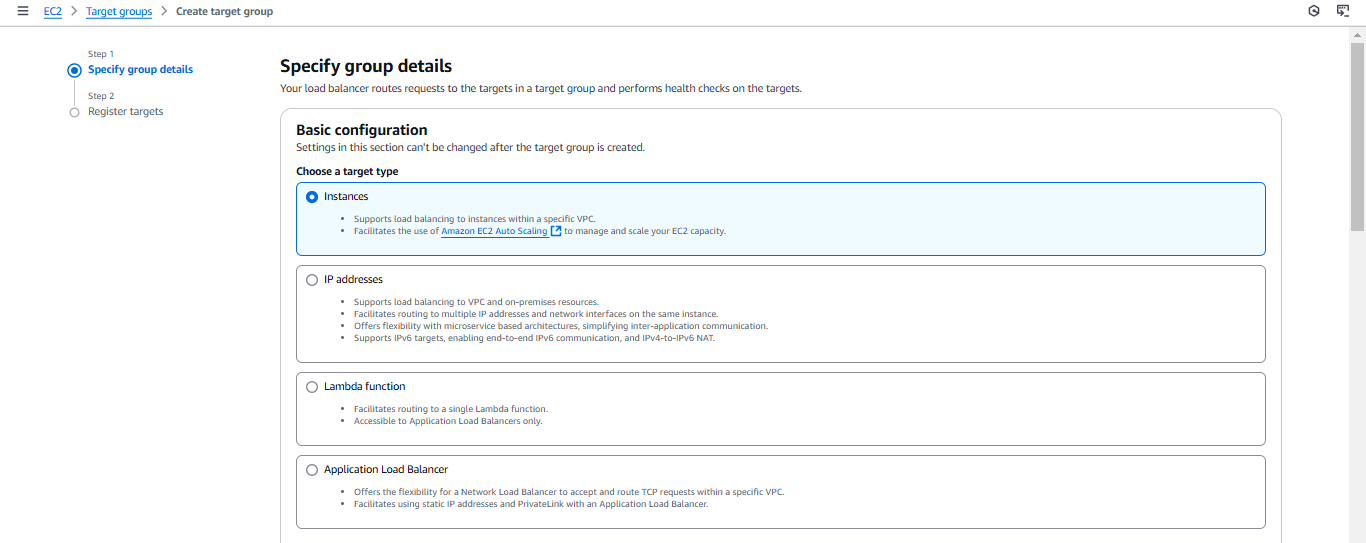 EC2 > Target groups > Create target group
Step 1
Specify group details
Step 2
Register targets
Specify group details
Your load balancer routes requests to the targets in a target group and performs health checks on the targets.
Basic configuration
Settings in this section can't be changed after the target group is created.
Choose a target type
Instances
• Supports load balancing to instances within a specific VPC.
• Facilitates the use of Amazon EC2 Auto Scaling to manage and scale your EC2 capacity.
IP addresses
• Supports load balancing to VPC and on-premises resources.
• Facilitates routing to multiple IP addresses and network interfaces on the same instance.
• Offers flexibility with microservice based architectures, simplifying inter-application communication.
• Supports IPv6 targets, enabling end-to-end IPv6 communication, and IPv4-to-IPv6 NAT.
Lambda function
• Facilitates routing to a single Lambda function.
• Accessible to Application Load Balancers only.
Application Load Balancer
• Offers the flexibility for a Network Load Balancer to accept and route TCP requests within a specific VPC.
• Facilitates using static IP addresses and PrivateLink with an Application Load Balancer.